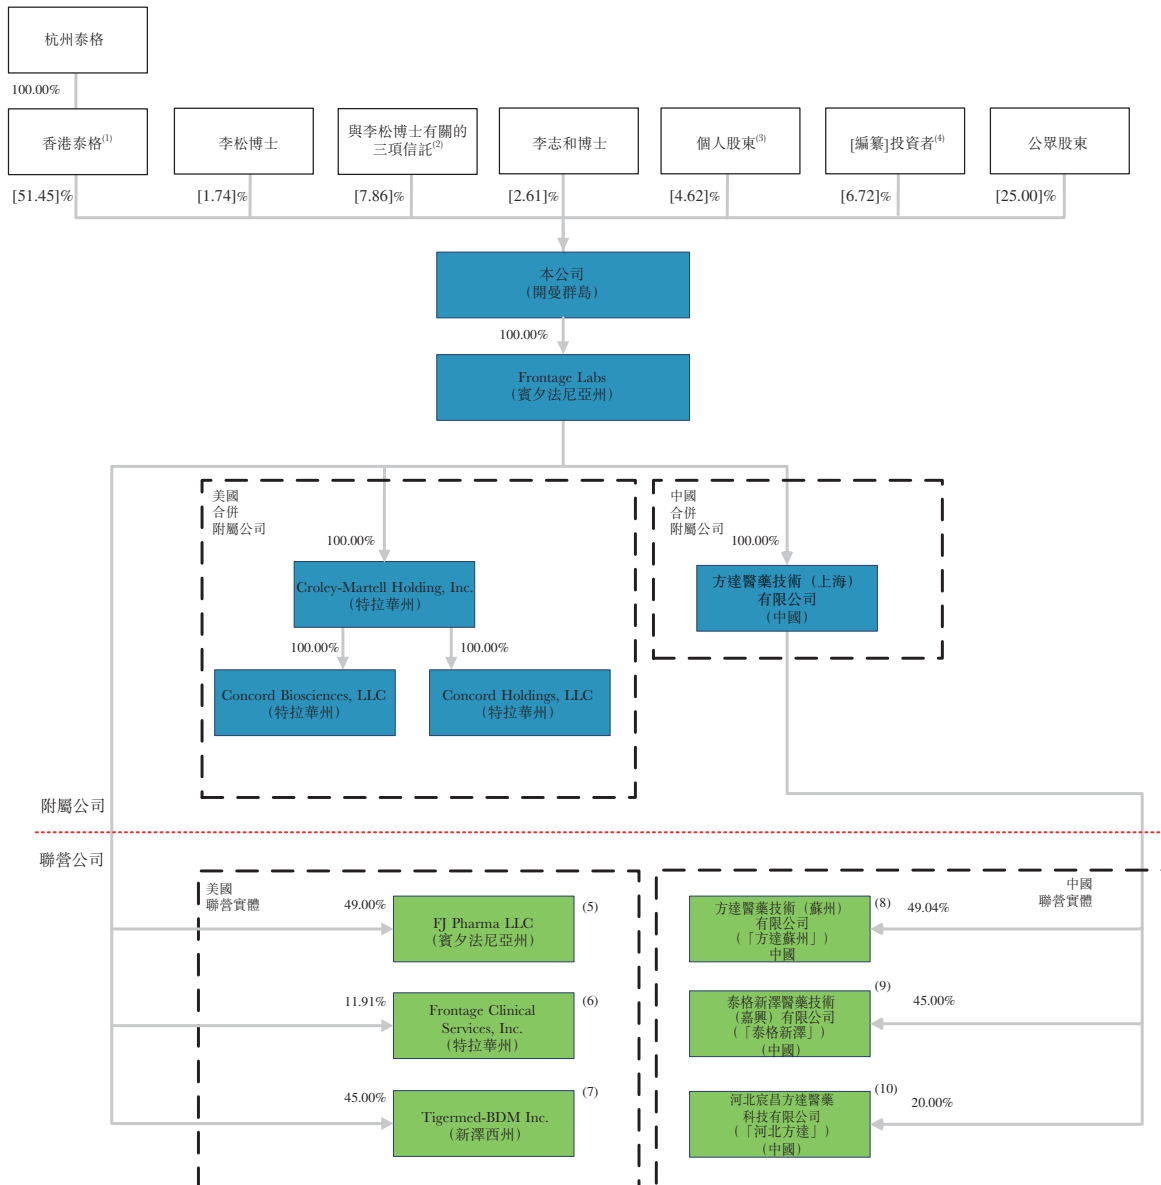 杭州泰格
100.00%
香港泰格(1)
李松博士
與李松博士有關的
三項信託(2)
李志和博士
個人股東(3)
[編纂]投資者(4)
公眾股東
[51.45]%
[1.74]%
[7.86]%
[2.61]%
[4.62]%
[6.72]%
[25.00]%
本公司
（開曼群島）
100.00%
Frontage Labs
（賓夕法尼亞州）
美國
合併
附屬公司
100.00%
Croley-Martell Holding, Inc.
（特拉華州）
100.00%
100.00%
Concord Biosciences, LLC
（特拉華州）
Concord Holdings, LLC
（特拉華州）
中國
合併
附屬公司
100.00%
方達醫藥技術（上海）
有限公司
（中國）
附屬公司
聯營公司
美國
聯營實體
49.00%
FJ Pharma LLC
（賓夕法尼亞州）
(5)
11.91%
Frontage Clinical
Services, Inc.
（特拉華州）
(6)
45.00%
Tigermed-BDM Inc.
（新澤西州）
(7)
中國
聯營實體
方達醫藥技術（蘇州）
有限公司
（「方達蘇州」）
中國
(8)
49.04%
泰格新澤醫藥技術
（嘉興）有限公司
（「泰格新澤」）
（中國）
(9)
45.00%
河北宸昌方達醫藥
科技有限公司
（「河北方達」）
（中國）
(10)
20.00%